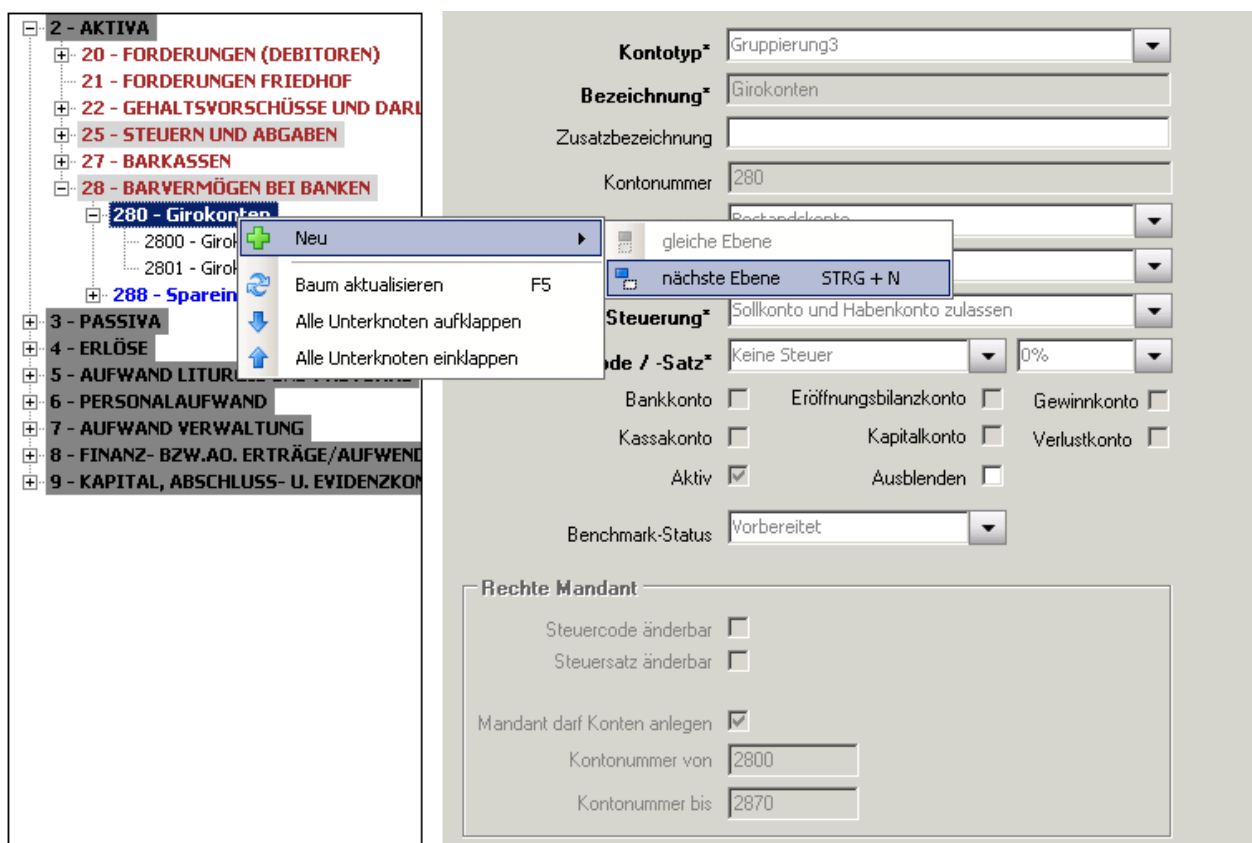 2 - AKTIVA
20 - FORDERUNGEN (DEBITOREN)
21 - FORDERUNGEN FRIEDHOF
22 - GEHALTSVORSCHÜSSE UND DARL
25 - STEUERN UND ABGABEN
27 - BARKASSEN
28 - BARVERMÖGEN BEI BANKEN
280 - Girokonten
2800 - Girol
2801 - Girol
288 - Sparein
3 - PASSIVA
4 - ERLÖSE
5 - AUFWAND
6 - PERSONALAUFWAND
7 - AUFWAND VERWALTUNG
8 - FINANZ- BZW.AO. ERTRÄGE/AUFWEND
9 - KAPITAL, ABSCHLUSS- U. EVIDENZKON
Neu
Baum aktualisieren F5
Alle Unterknoten aufklappen
Alle Unterknoten einklappen
gleiche Ebene
nächste Ebene STRG + N
Kontotyp* Gruppierung3
Bezeichnung* Girokonten
Zusatzbezeichnung
Kontonummer 280
Bestandskonto
Steuerung* Sollkonto und Habenkonto zulassen
ode / -Satz* Keine Steuer 0%
Bankkonto Eröffnungsbilanzkonto Gewinnkonto
Kassakonto Kapitalkonto Verlustkonto
Aktiv Ausblenden
Benchmark-Status Vorbereitet
Rechte Mandant
Steuercode änderbar
Steuersatz änderbar
Mandant darf Konten anlegen
Kontonummer von 2800
Kontonummer bis 2870